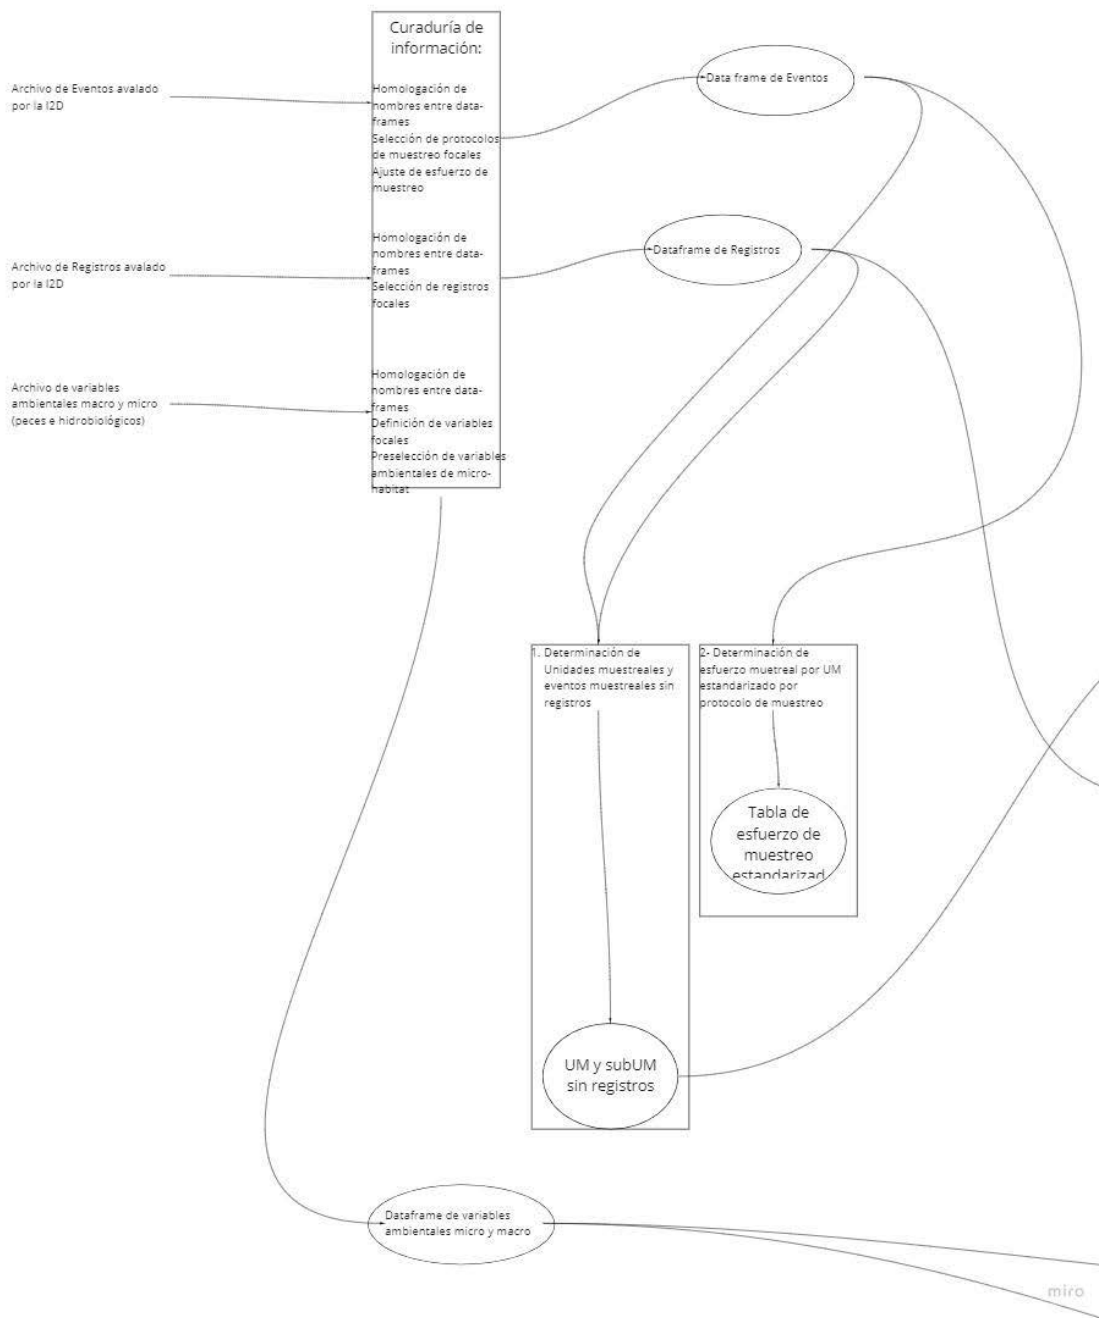 Curaduría de
información:
Archivo de Eventos avalado
por la I2D
Homologación de
nombres entre data-
frames
Selección de protocolos
de muestreo focales
Ajuste de esfuerzo de
muestreo
Data frame de Eventos
Archivo de Registros avalado
por la I2D
Homologación de
nombres entre data-
frames
Selección de registros
focales
Dataframe de Registros
Archivo de variables
ambientales macro y micro
(peces e hidrobiológicos)
Homologación de
nombres entre data-
frames
Definición de variables
focales
Preselección de variables
ambientales de micro-
habitat
1. Determinación de
Unidades muestreales y
eventos muestreales sin
registros
2- Determinación de
esfuerzo muetreal por UM
estandarizado por
protocolo de muestreo
Tabla de
esfuerzo de
muestreo
estandarizad
UM y subUM
sin registros
Dataframe de variables
ambientales micro y macro
miro